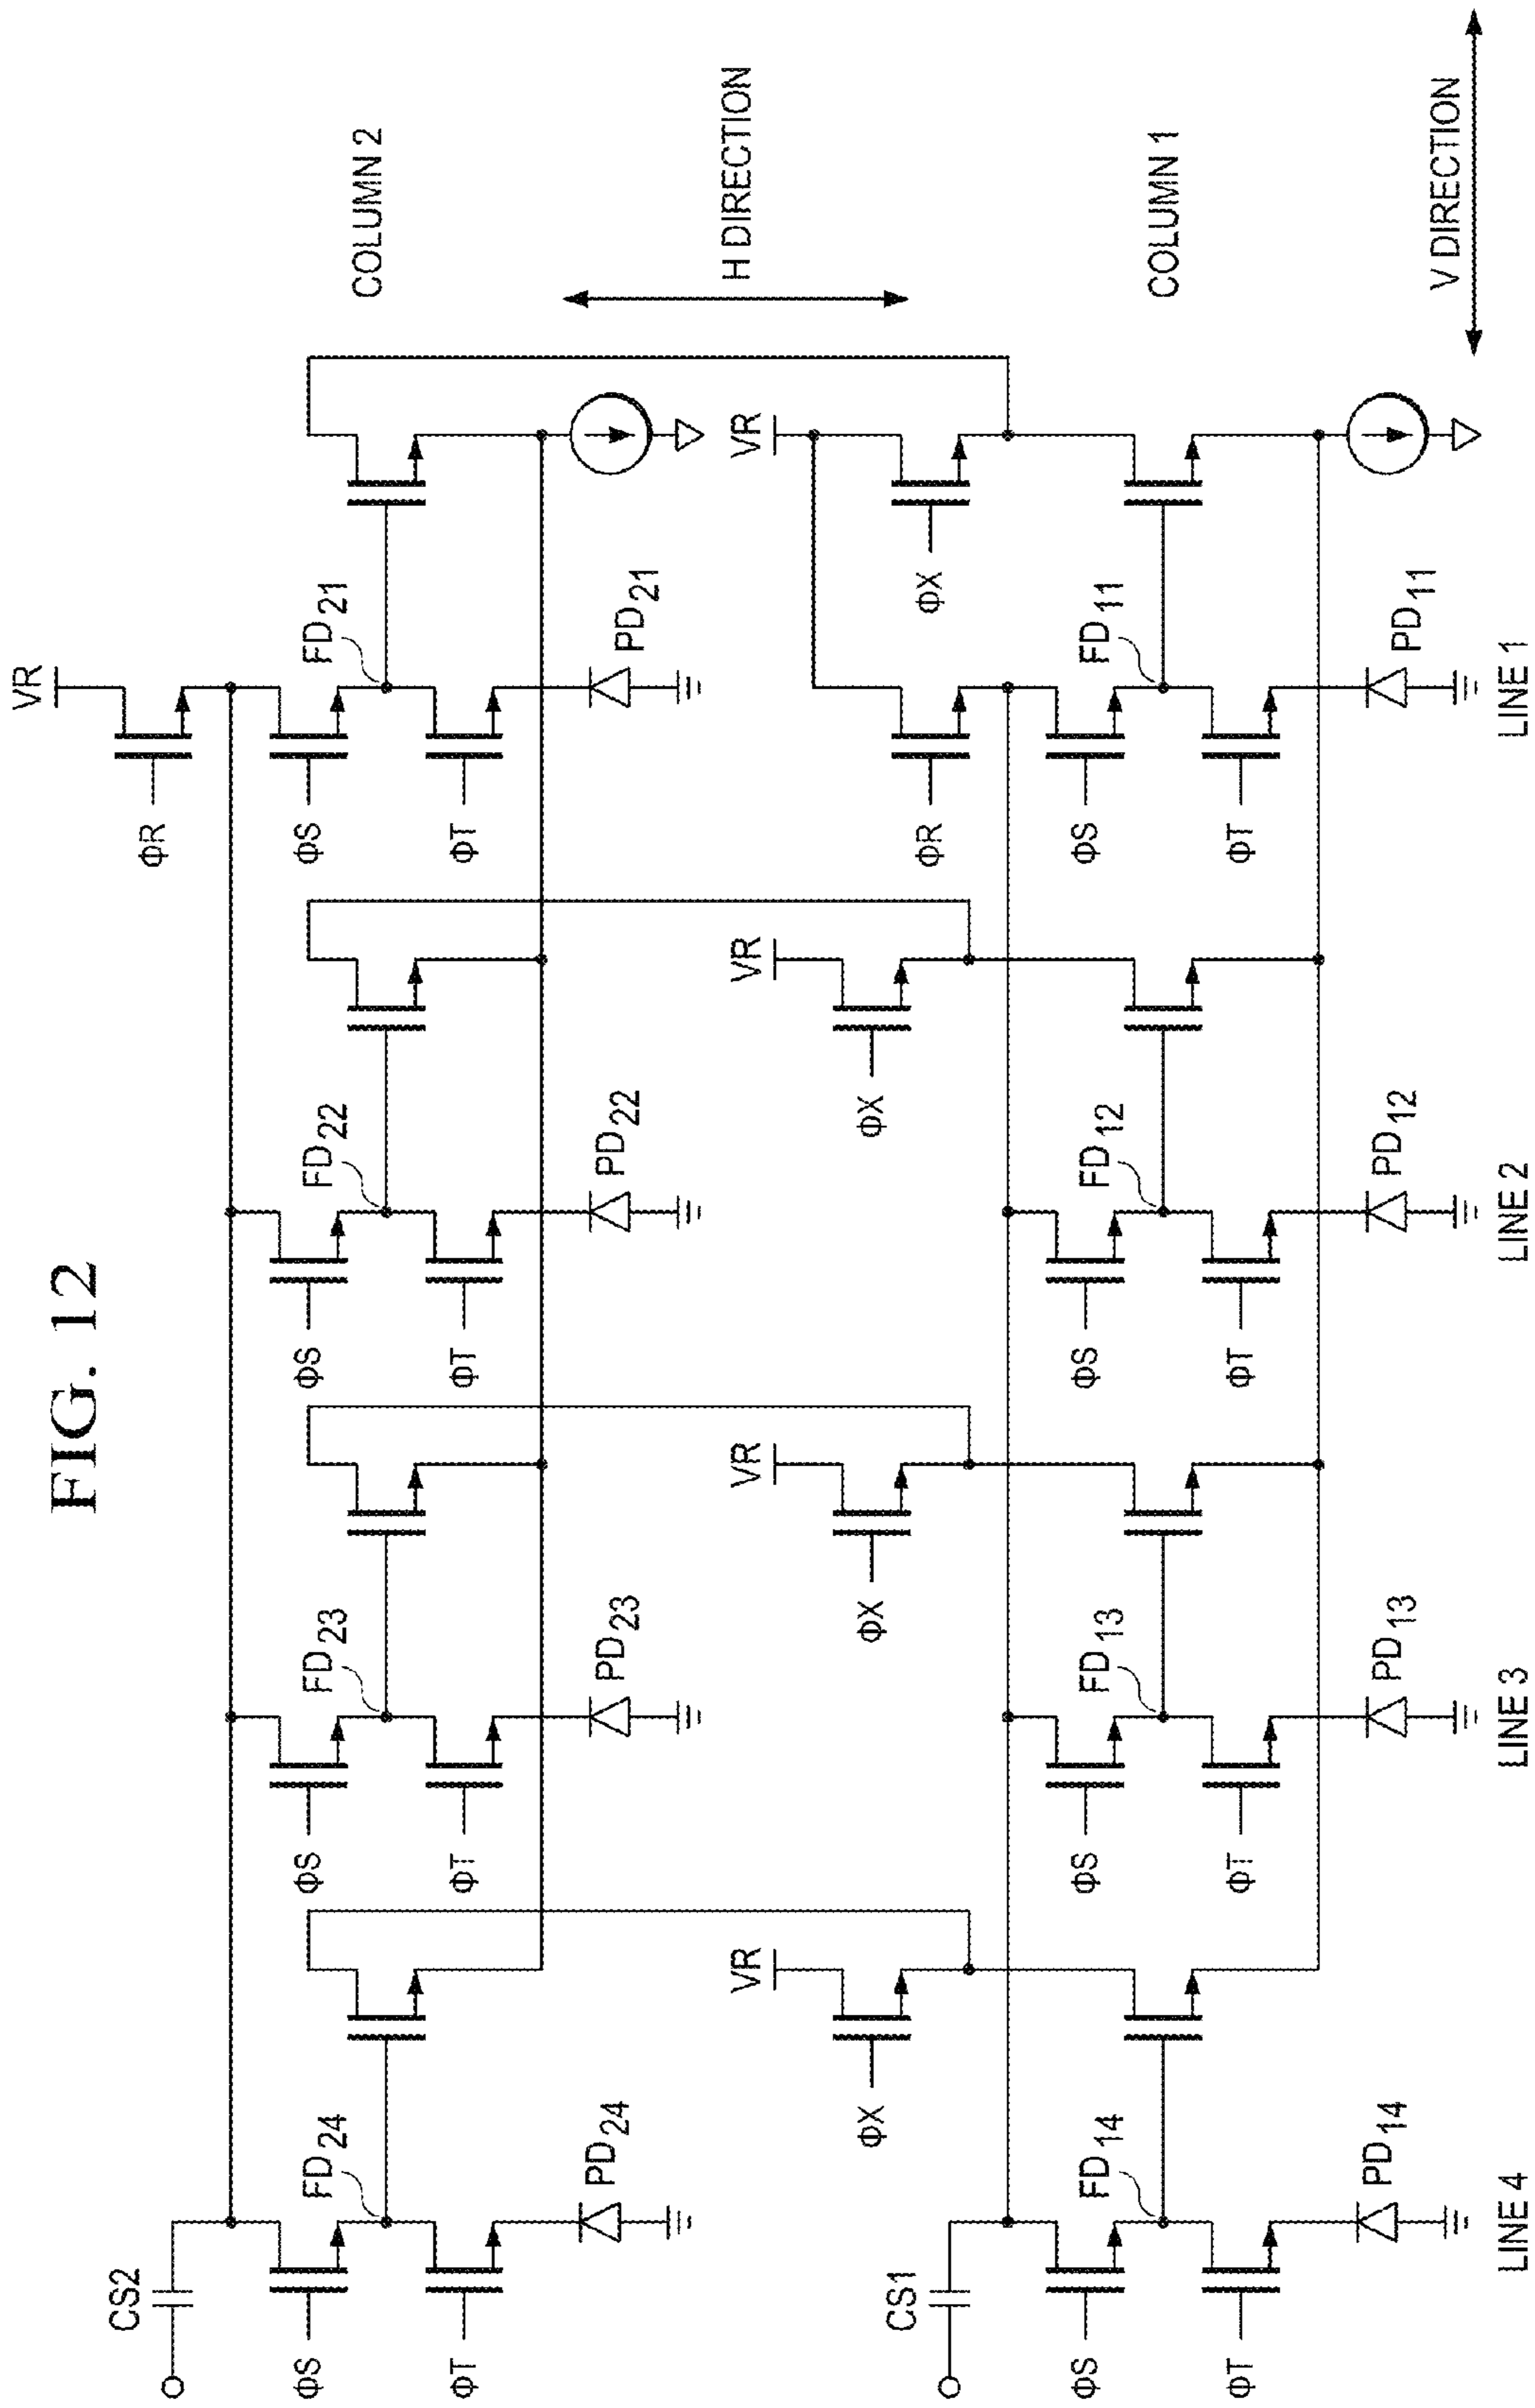 FIG. 12
VR
ΦR
ΦS
FD21
ΦT
PD21
COLUMN 2
ΦS
FD22
ΦT
PD22
ΦS
FD23
ΦT
PD23
CS2
ΦS
FD24
ΦT
PD24
H DIRECTION
VR
ΦX
ΦR
ΦS
FD11
ΦT
PD11
COLUMN 1
VR
ΦX
ΦS
FD12
ΦT
PD12
VR
ΦX
ΦS
FD13
ΦT
PD13
VR
ΦX
CS1
ΦS
FD14
ΦT
PD14
V DIRECTION
LINE 4
LINE 3
LINE 2
LINE 1